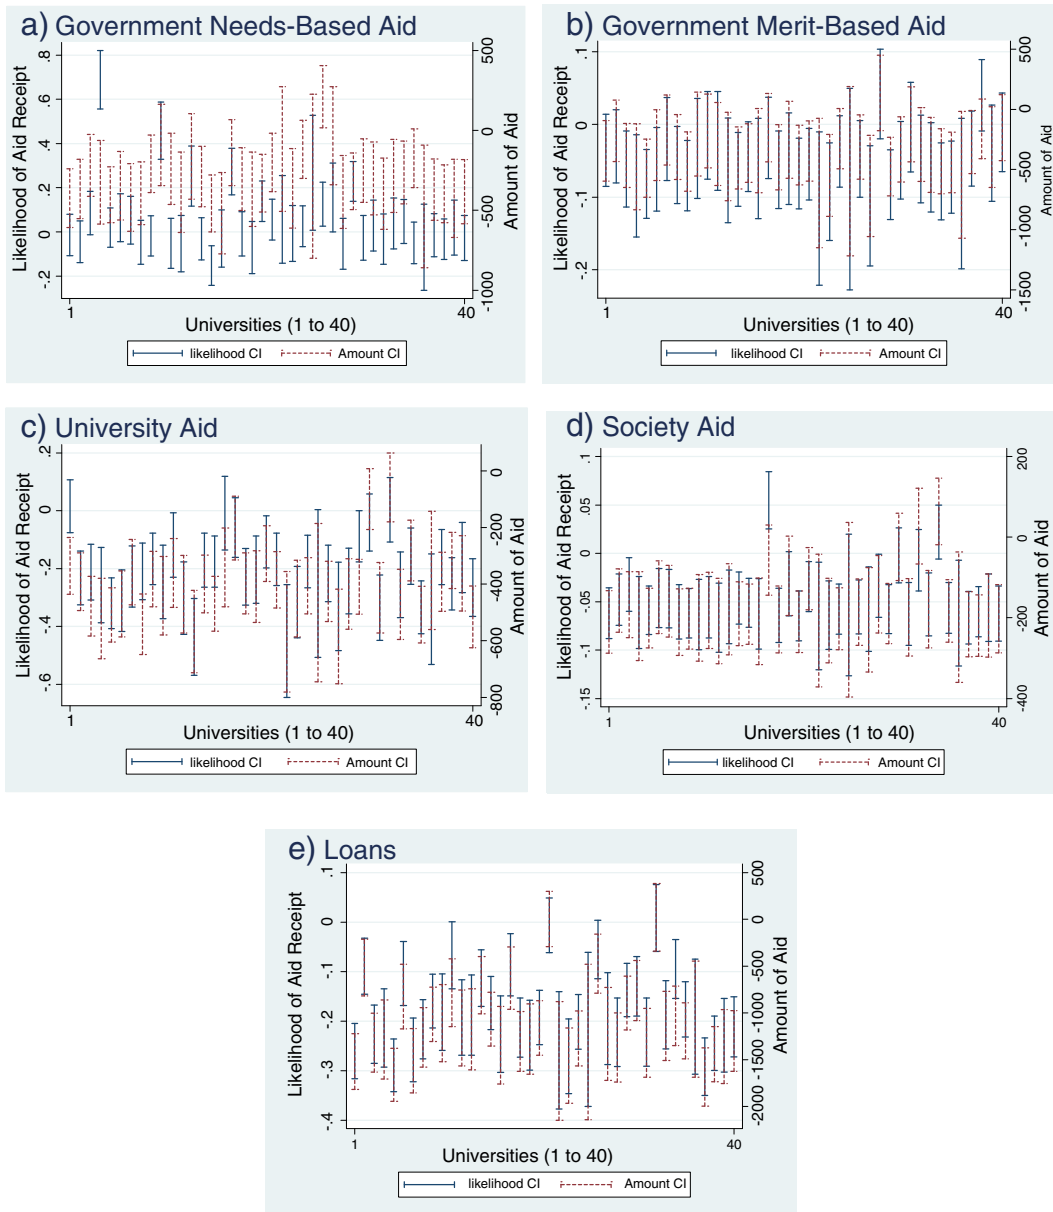 a) Government Needs-Based Aid
Likelihood of Aid Receipt
.8
.6
.4
.2
0
-.2
500
0
-500
-1000
Amount of Aid
1
40
Universities (1 to 40)
likelihood CI
Amount CI
b) Government Merit-Based Aid
Likelihood of Aid Receipt
.1
0
-.1
-.2
500
0
-500
-1000
-1500
Amount of Aid
1
40
Universities (1 to 40)
likelihood CI
Amount CI
c) University Aid
Likelihood of Aid Receipt
.2
0
-.2
-.4
-.6
0
-200
-400
-600
-800
Amount of Aid
1
40
Universities (1 to 40)
likelihood CI
Amount CI
d) Society Aid
Likelihood of Aid Receipt
.1
.05
0
-.05
-.1
-.15
200
0
-200
-400
Amount of Aid
1
40
Universities (1 to 40)
likelihood CI
Amount CI
e) Loans
Likelihood of Aid Receipt
.1
0
-.1
-.2
-.3
-.4
500
0
-500
-1000
-1500
-2000
Amount of Aid
1
40
Universities (1 to 40)
likelihood CI
Amount CI